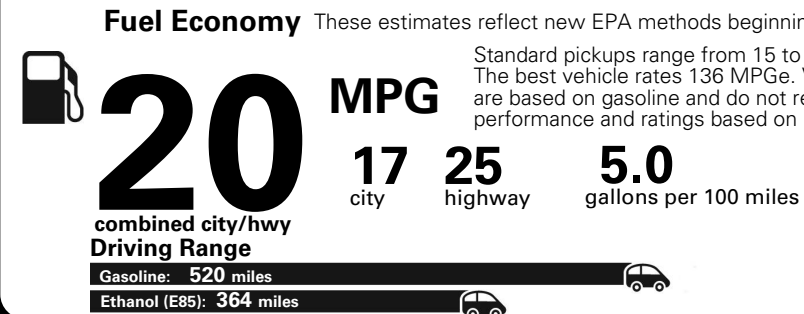 Fuel Economy These estimates reflect new EPA methods
Standard pickups range from 15 to
The best vehicle rates 136 MPGe.
are based on gasoline and do not
performance and ratings based on
20 MPG
17 25 5.0
city highway gallons per 100 miles
combined city/hwy
Driving Range
Gasoline: 520 miles
Ethanol (E85): 364 miles